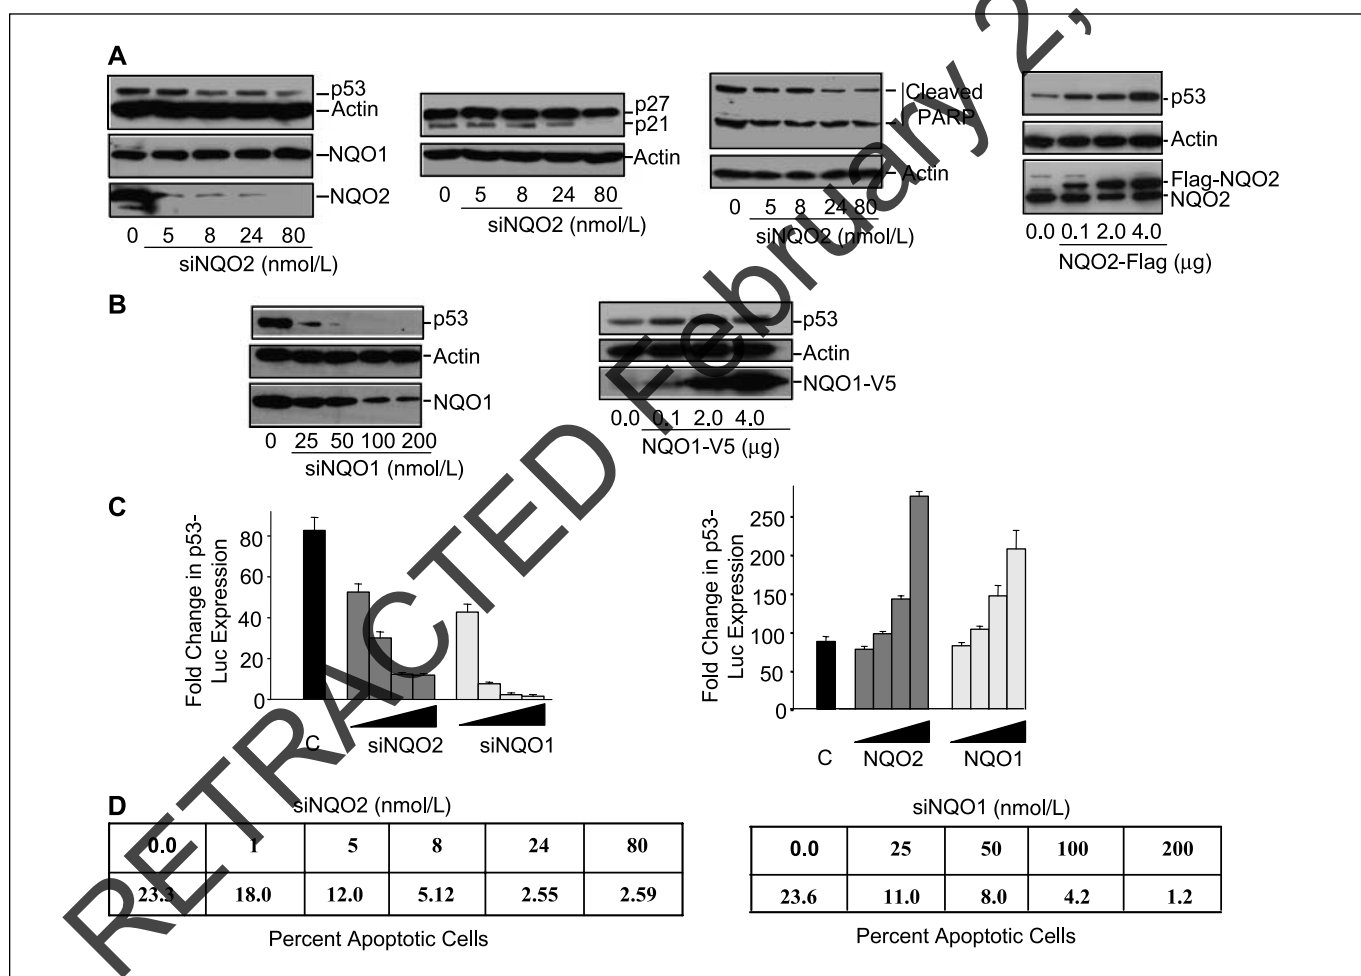 A
p53
Actin
NQO1
NQO2
0 5 8 24 80
siNQO2 (nmol/L)
p27
p21
Actin
0 5 8 24 80
siNQO2 (nmol/L)
Cleaved
PARP
Actin
0 5 8 24 80
siNQO2 (nmol/L)
p53
Actin
Flag-NQO2
NQO2
0.0 0.1 2.0 4.0
NQO2-Flag (μg)
B
p53
Actin
NQO1
0 25 50 100 200
siNQO1 (nmol/L)
p53
Actin
NQO1-V5
0.0 0.1 2.0 4.0
NQO1-V5 (μg)
C
Fold Change in p53-
Luc Expression
80
60
40
20
0
C siNQO2 siNQO1
Fold Change in p53-
Luc Expression
250
200
150
100
50
0
C NQO2 NQO1
D
siNQO2 (nmol/L)
0.0 1 5 8 24 80
23.3 18.0 12.0 5.12 2.55 2.59
Percent Apoptotic Cells
siNQO1 (nmol/L)
0.0 25 50 100 200
23.6 11.0 8.0 4.2 1.2
Percent Apoptotic Cells
RETRACTED February 2,